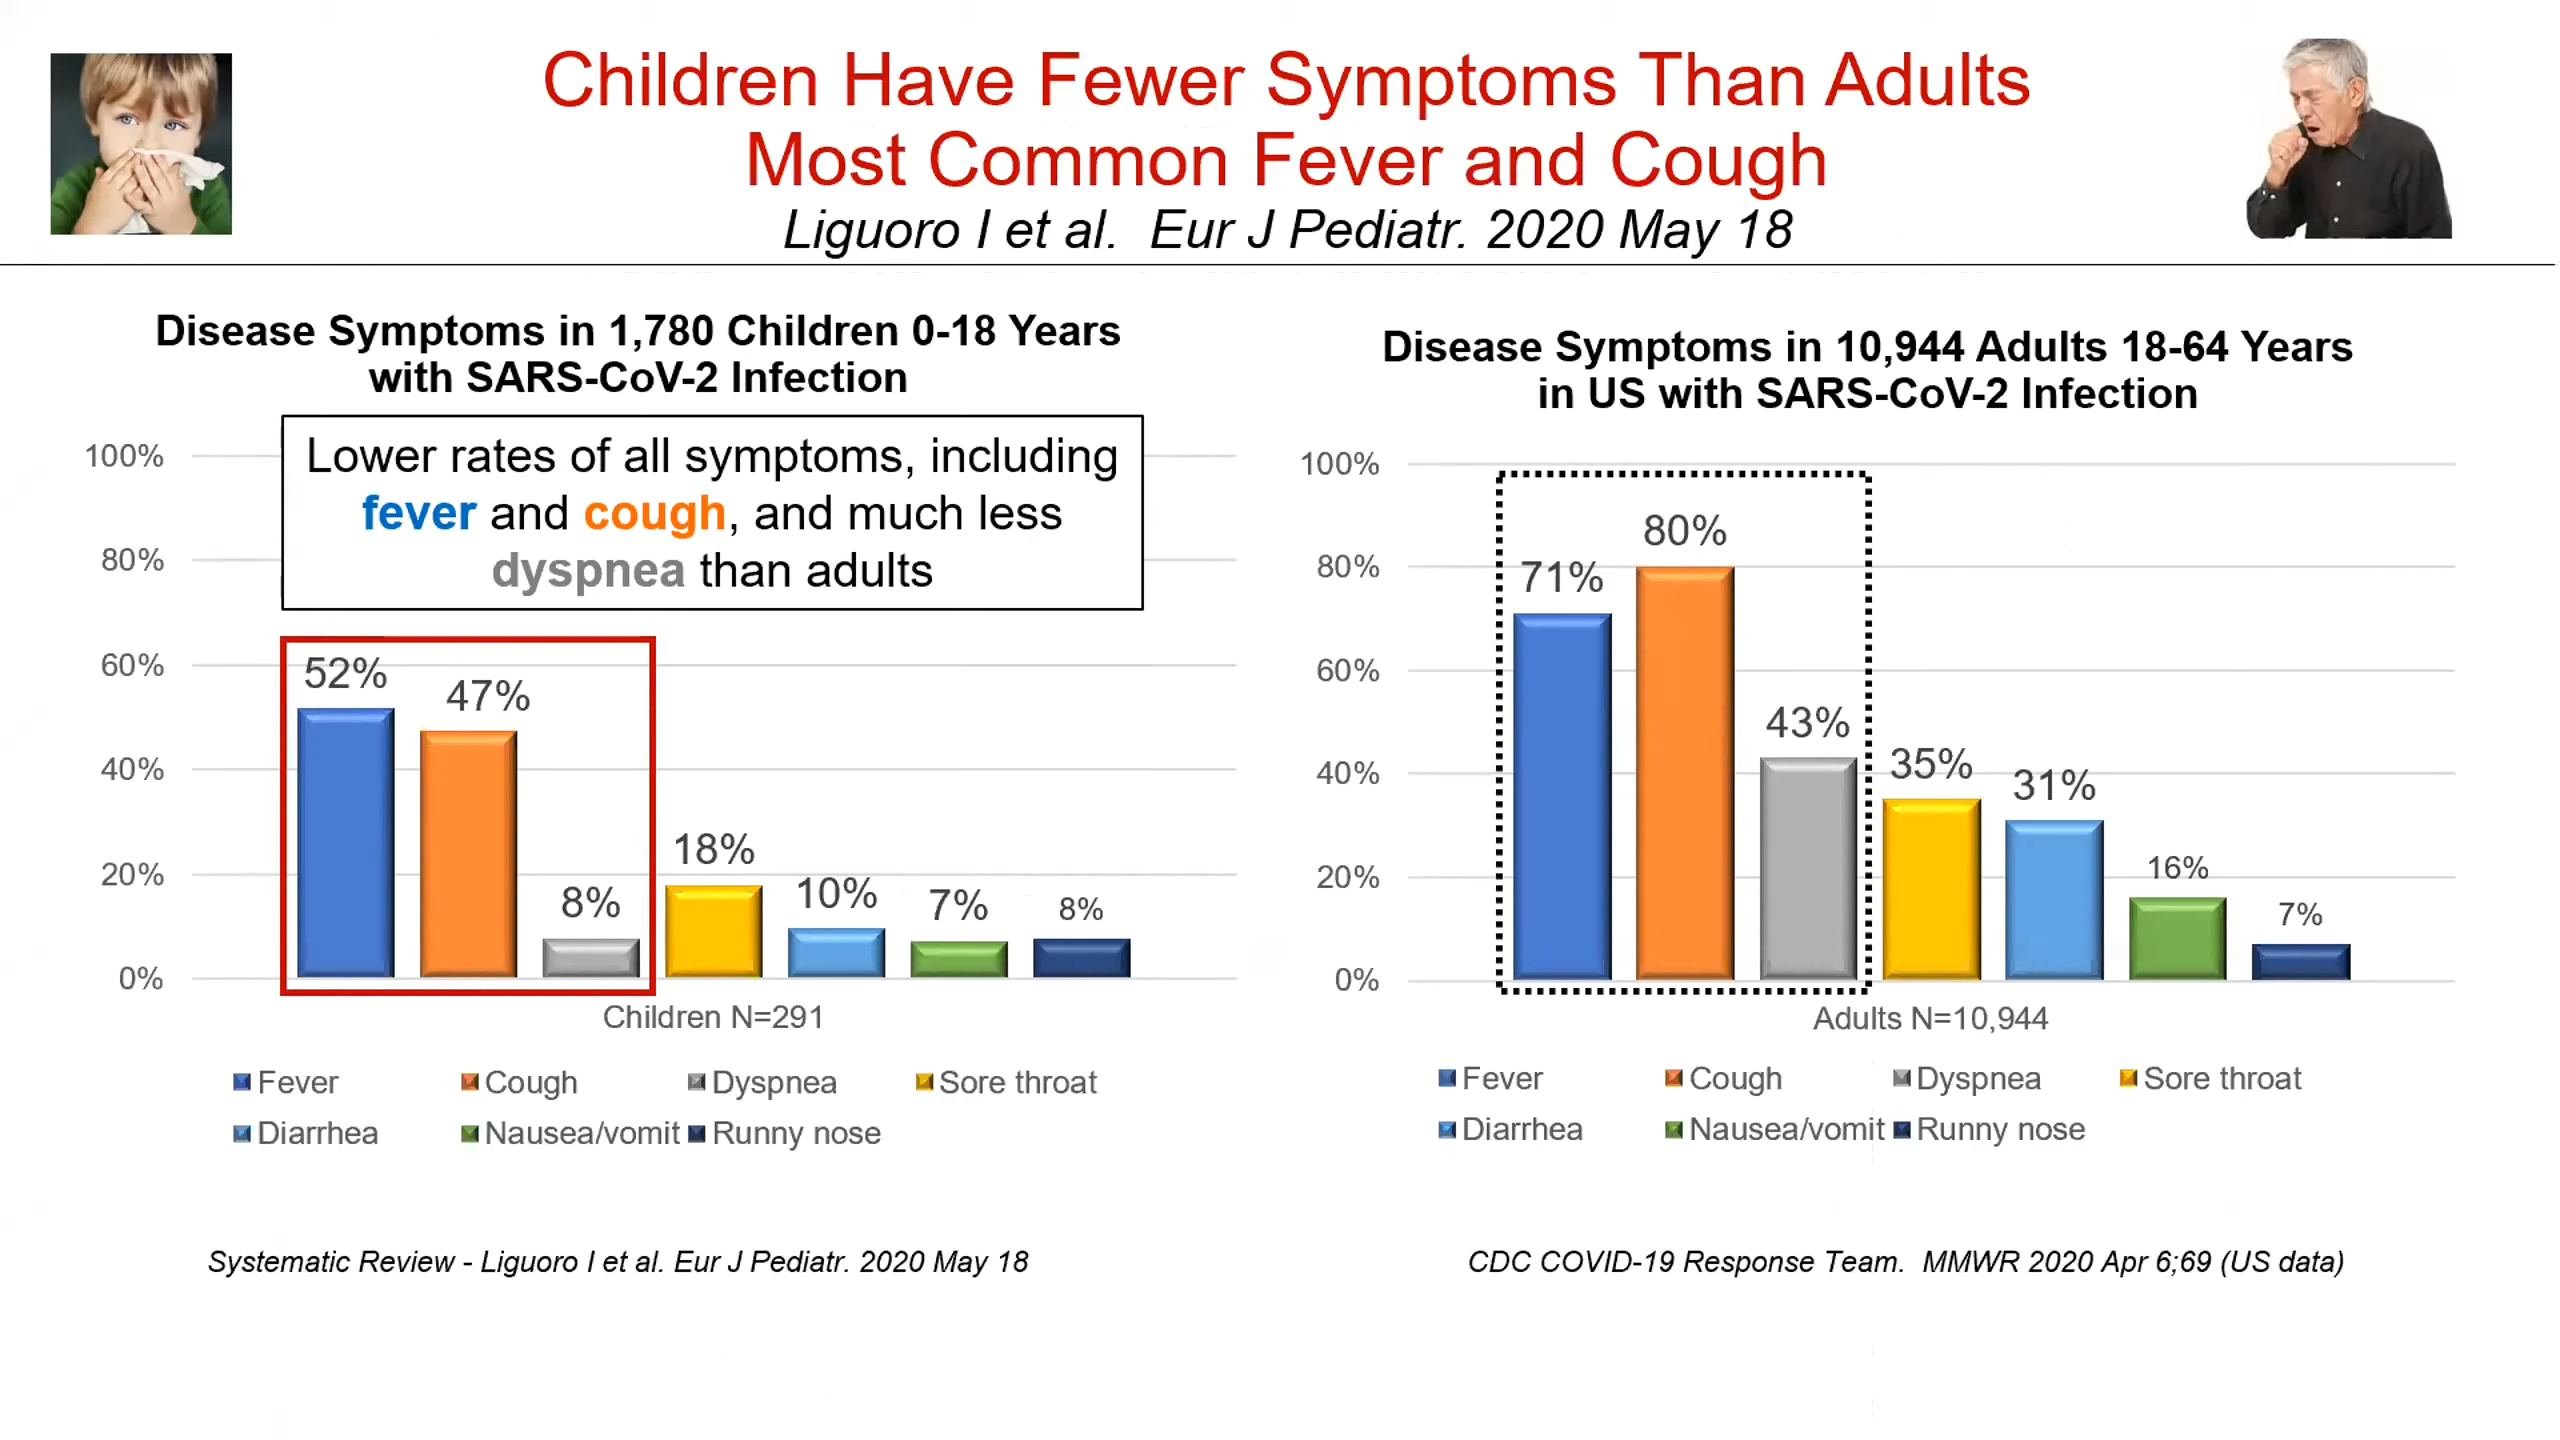 Children Have Fewer Symptoms Than Adults
Most Common Fever and Cough
Liguoro I et al.  Eur J Pediatr. 2020 May 18
Disease Symptoms in 1,780 Children 0-18 Years
with SARS-CoV-2 Infection
Lower rates of all symptoms, including
fever and cough, and much less
dyspnea than adults
100%
80%
60%
40%
20%
0%
52%
47%
8%
18%
10%
7%
8%
Children N=291
Fever
Cough
Dyspnea
Sore throat
Diarrhea
Nausea/vomit
Runny nose
Systematic Review - Liguoro I et al. Eur J Pediatr. 2020 May 18
Disease Symptoms in 10,944 Adults 18-64 Years
in US with SARS-CoV-2 Infection
100%
80%
60%
40%
20%
0%
71%
80%
43%
35%
31%
16%
7%
Adults N=10,944
Fever
Cough
Dyspnea
Sore throat
Diarrhea
Nausea/vomit
Runny nose
CDC COVID-19 Response Team.  MMWR 2020 Apr 6;69 (US data)